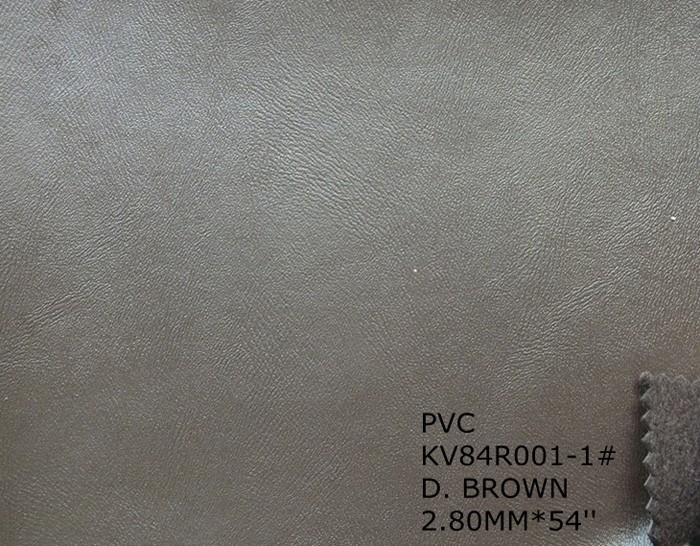 PVC
KV84R001-1#
D. BROWN
2.80MM*54''